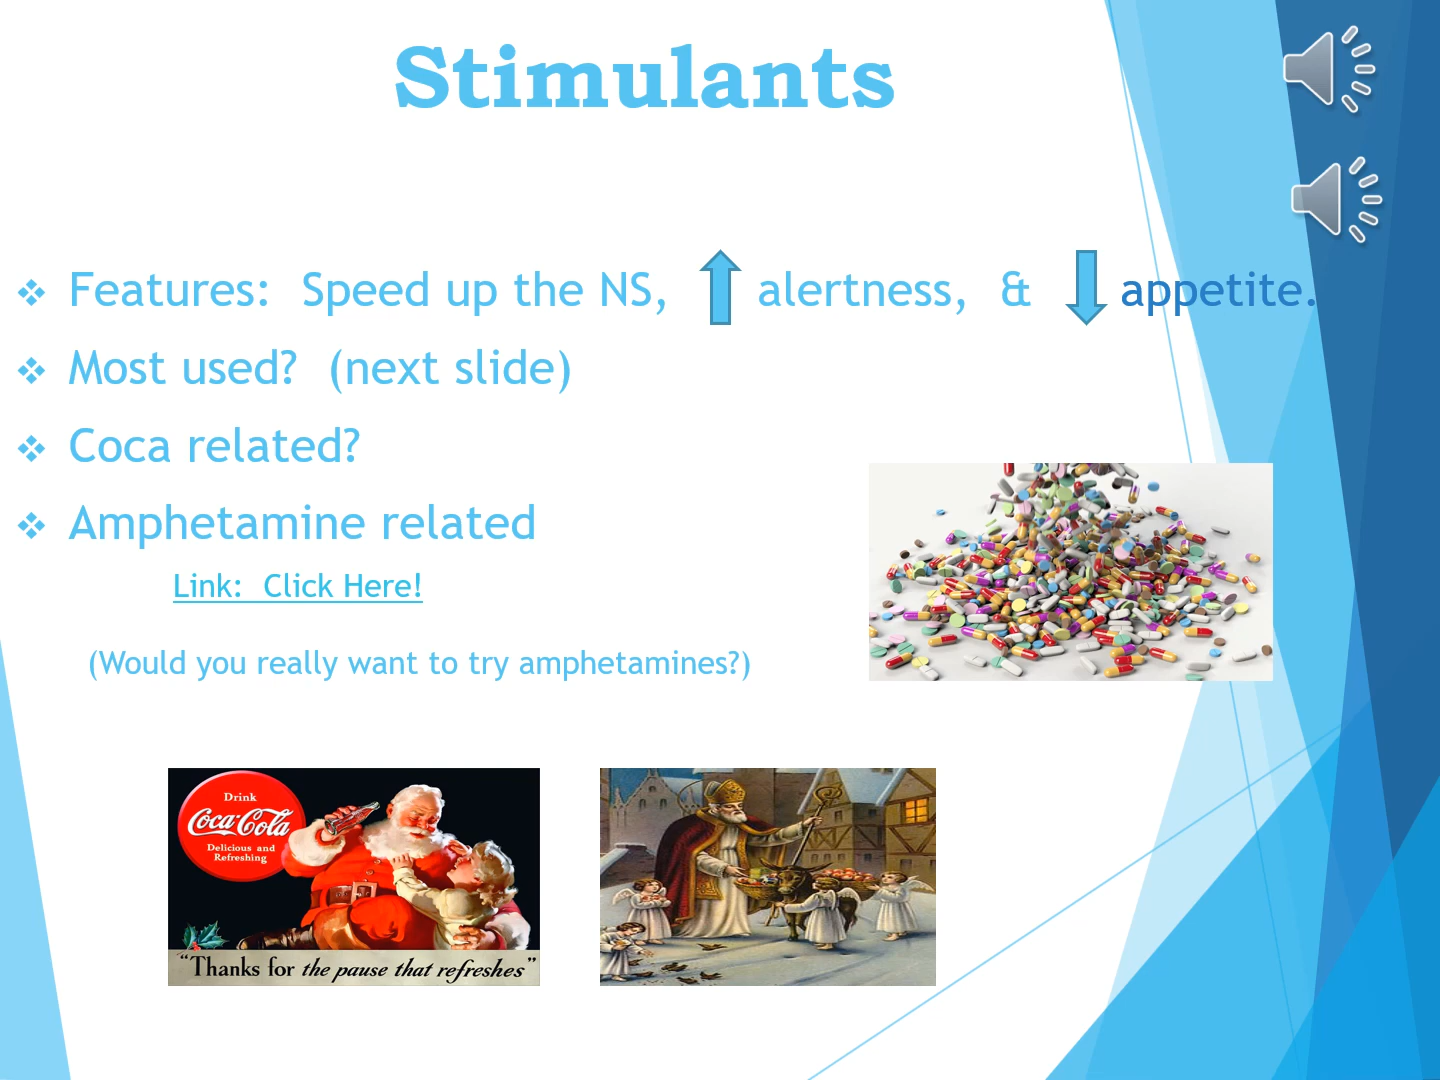 Stimulants
Features: Speed up the NS, alertness, & appetite.
Most used? (next slide)
Coca related?
Amphetamine related
Link: Click Here!
(Would you really want to try amphetamines?)
Drink
Coca-Cola
Delicious and
Refreshing
"Thanks for the pause that refreshes"